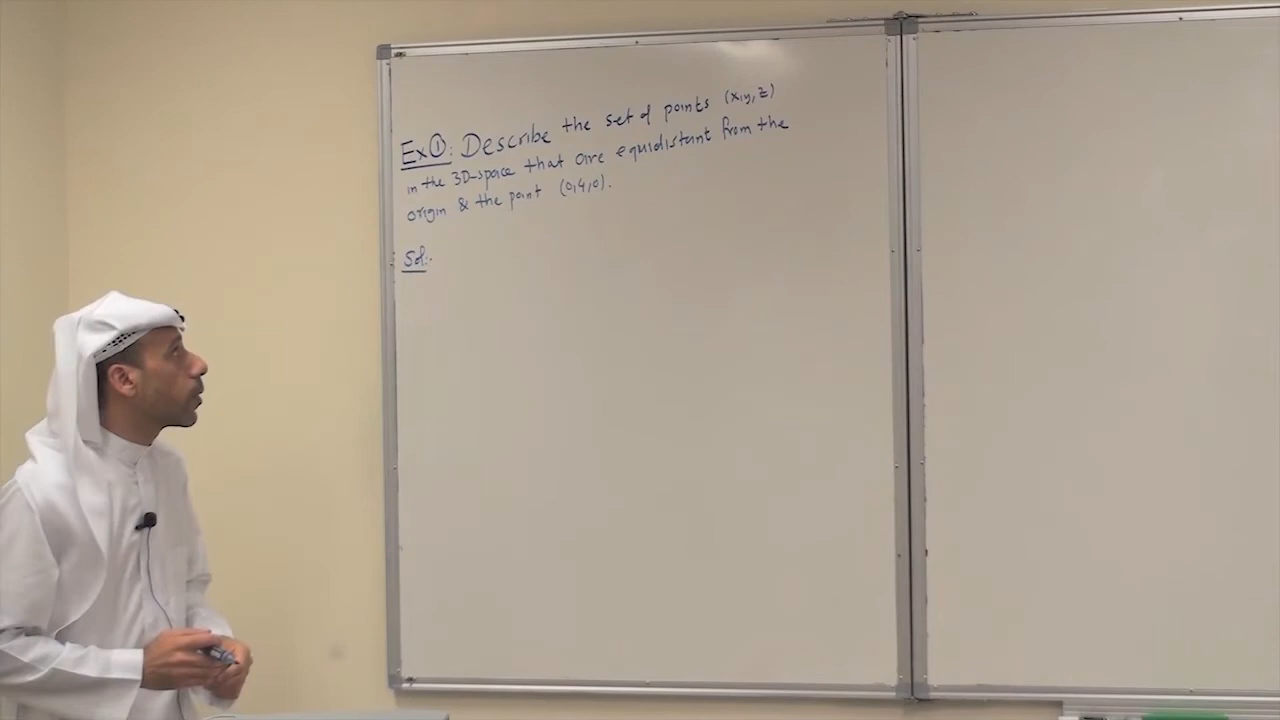 Ex①: Describe the set of points (x,y,z)
in the 3D-space that are equidistant from the
origin & the point (0,4,0).
Sol:-